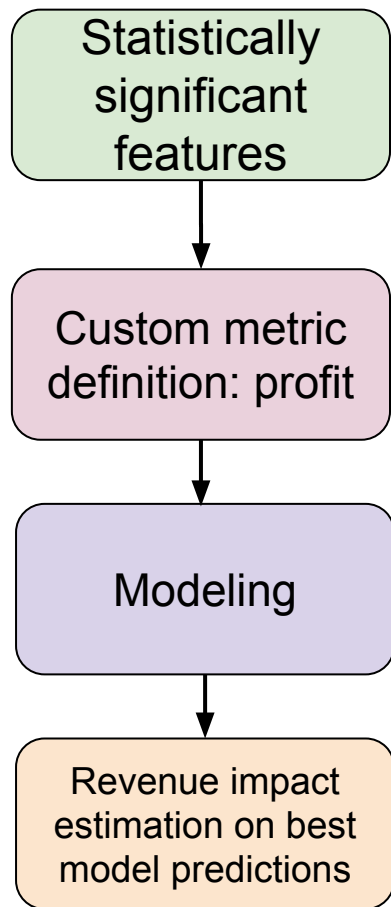 Statistically
significant
features
Custom metric
definition: profit
Modeling
Revenue impact
estimation on best
model predictions